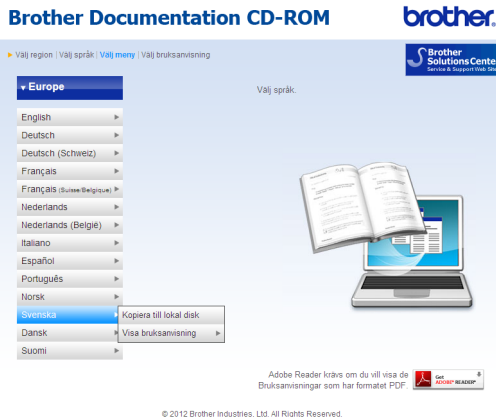 Brother Documentation CD-ROM
brother.
Välj region | Välj språk | Välj meny | Välj bruksanvisning
Brother
Solutions Cente
Service & Support Web Site
Europe
Välj språk.
English
Deutsch
Deutsch (Schweiz)
Français
Français (Suisse/Belgique)
Nederlands
Nederlands (België)
Italiano
Español
Português
Norsk
Svenska
Kopiera till lokal disk
Dansk
Visa bruksanvisning
Suomi
Adobe Reader krävs om du vill visa de
Bruksanvisningar som har formatet PDF.
Get
ADOBE® READER®
© 2012 Brother Industries, Ltd. All Rights Reserved.